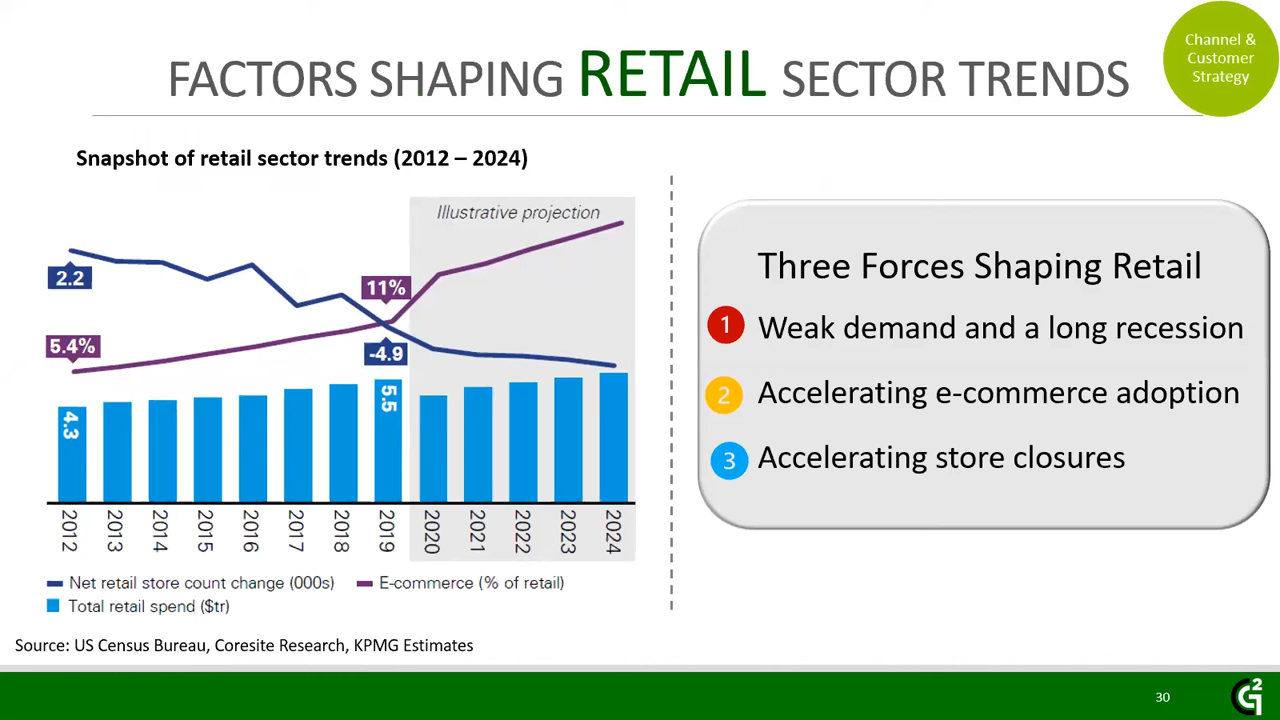 Channel &
Customer
Strategy
FACTORS SHAPING RETAIL SECTOR TRENDS
Snapshot of retail sector trends (2012 – 2024)
Illustrative projection
2.2
11%
5.4%
-4.9
4.3
5.5
2012 2013 2014 2015 2016 2017 2018 2019 2020 2021 2022 2023 2024
Net retail store count change (000s) E-commerce (% of retail)
Total retail spend ($tr)
Source: US Census Bureau, Coresite Research, KPMG Estimates
Three Forces Shaping Retail
1 Weak demand and a long recession
2 Accelerating e-commerce adoption
3 Accelerating store closures
30
G2